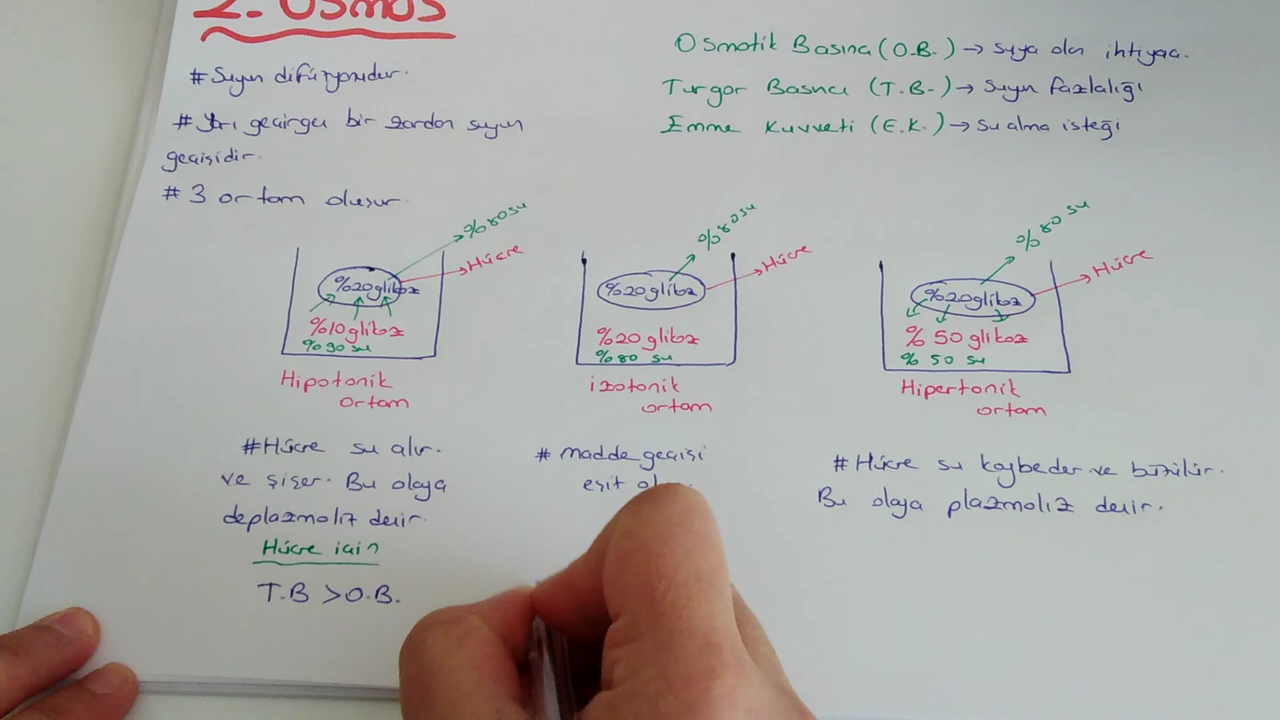 2. Osmos
# Suyun difüzyonudur.
# Yarı geçirgen bir zardan suyun
geçişidir.
# 3 ortam oluşur
Osmotik Basınç (O.B.) → suya olan ihtiyaç.
Turgor Basıncı (T.B.) → Suyun fazlalığı
Emme Kuvveti (E.K.) → Su alma isteği
%80 su
Hücre
%20 glikoz
%10 glikoz
%90 su
Hipotonik
ortam
%80 su
Hücre
%20 glikoz
%20 glikoz
%80 su
izotonik
ortam
%80 su
Hücre
%20 glikoz
% 50 glikoz
% 50 su
Hipertonik
ortam
# Hücre su alır.
ve şişer. Bu olaya
deplazmoliz denir.
Hücre için
T.B > O.B.
# madde geçişi
eşit
# Hücre su kaybeder ve büzülür.
Bu olaya plazmoliz denir.